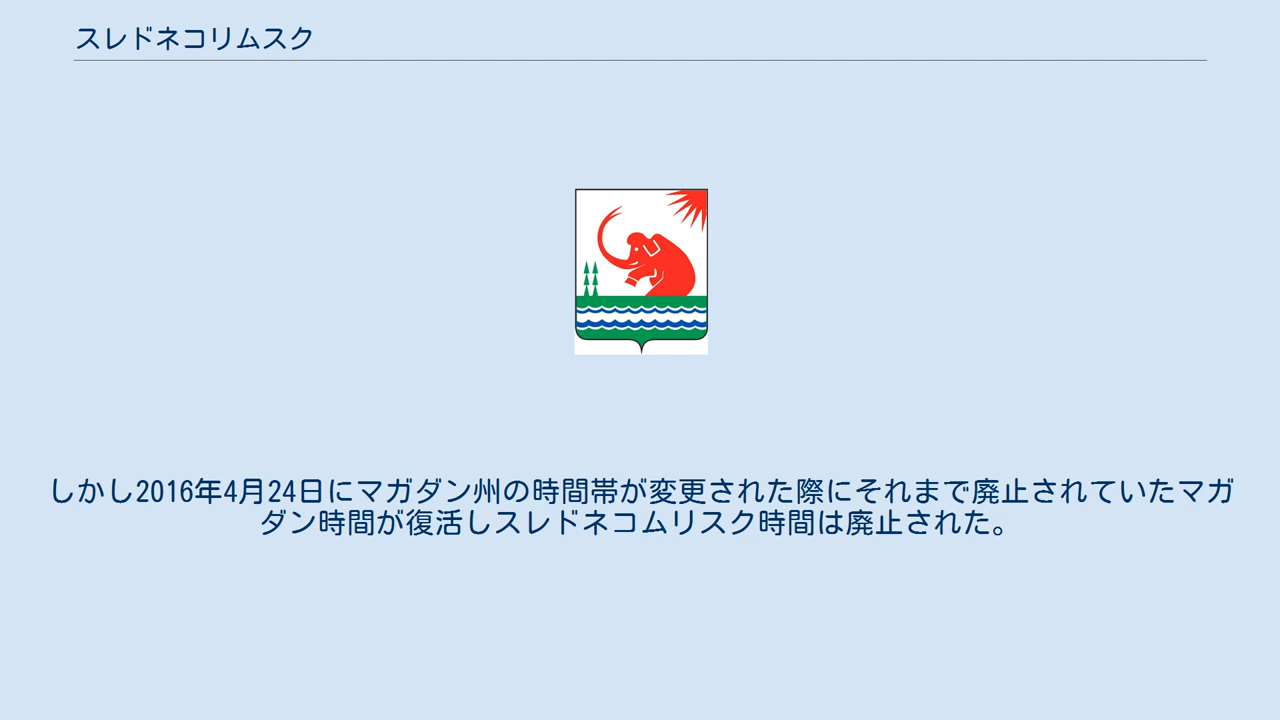 スレドネコリムスク
しかし2016年4月24日にマガダン州の時間帯が変更された際にそれまで廃止されていたマガ
ダン時間が復活しスレドネコムリスク時間は廃止された。